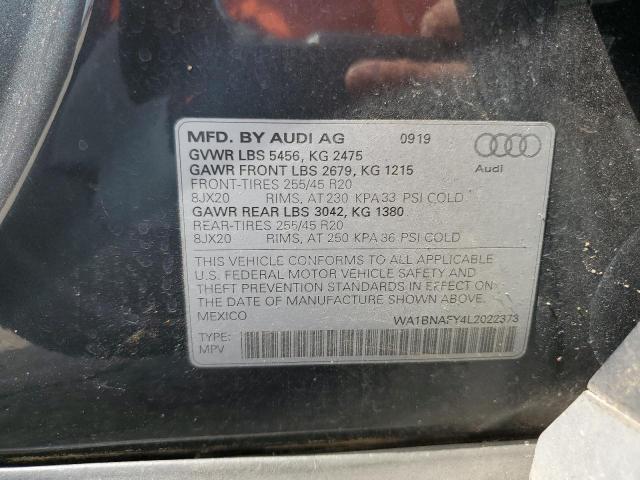 MFD. BY AUDI AG 0919
GVWR LBS 5456, KG 2475
GAWR FRONT LBS 2679, KG 1215
FRONT-TIRES 255/45 R20
8JX20 RIMS, AT 230 KPA 33 PSI COLD
GAWR REAR LBS 3042, KG 1380
REAR-TIRES 255/45 R20
8JX20 RIMS, AT 250 KPA 36 PSI COLD
Audi
THIS VEHICLE CONFORMS TO ALL APPLICABLE
U.S. FEDERAL MOTOR VEHICLE SAFETY AND
THEFT PREVENTION STANDARDS IN EFFECT ON
THE DATE OF MANUFACTURE SHOWN ABOVE.
MEXICO WA1BNAFY4L2022373
TYPE:
MPV